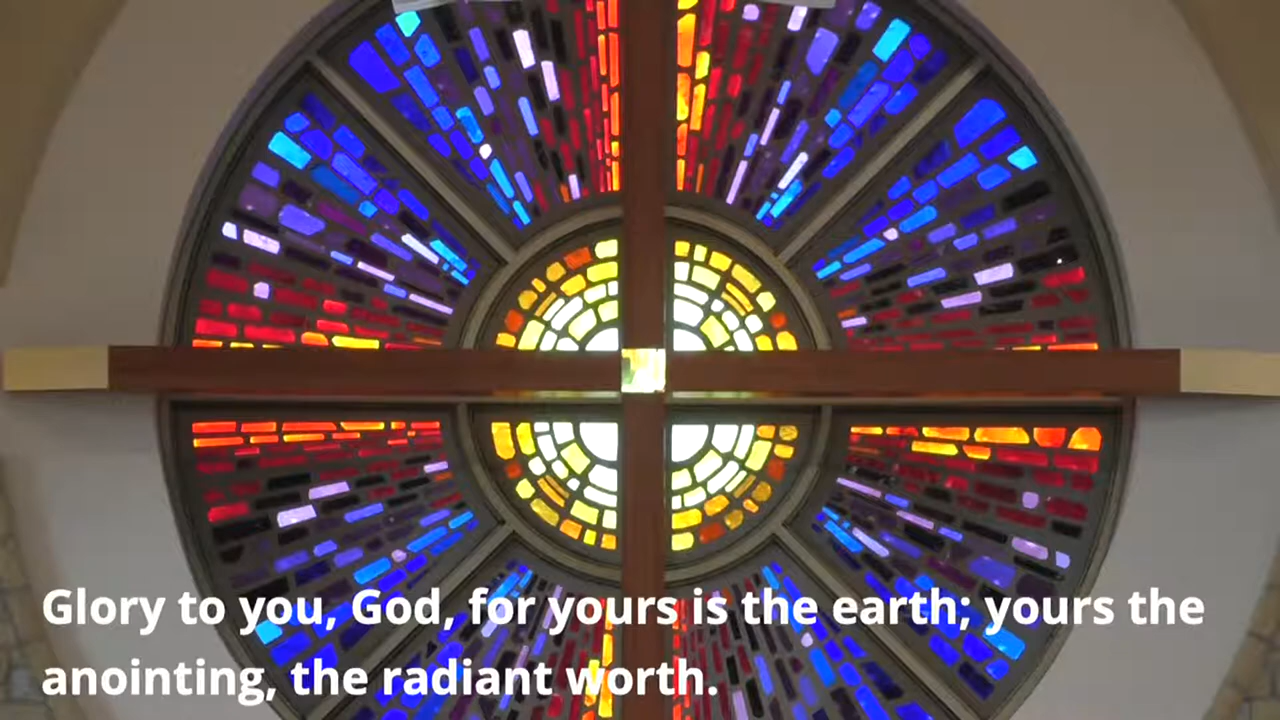 Glory to you, God, for yours is the earth; yours the
anointing, the radiant worth.